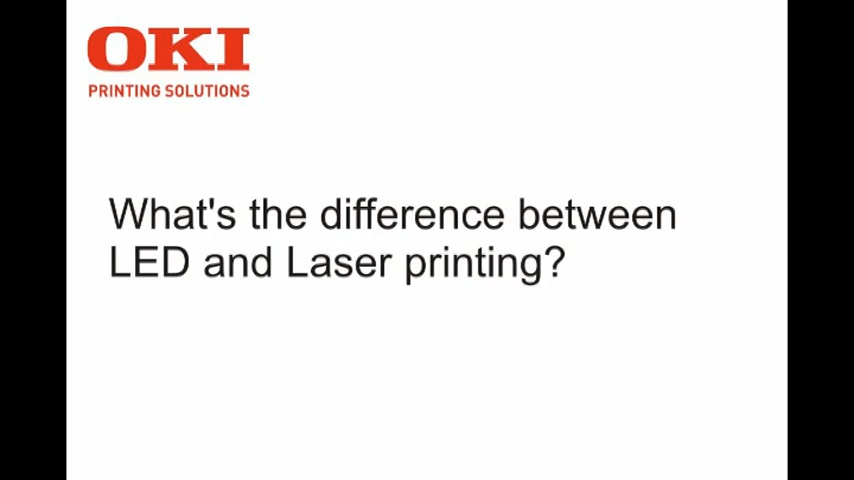 OKI
PRINTING SOLUTIONS
What's the difference between
LED and Laser printing?